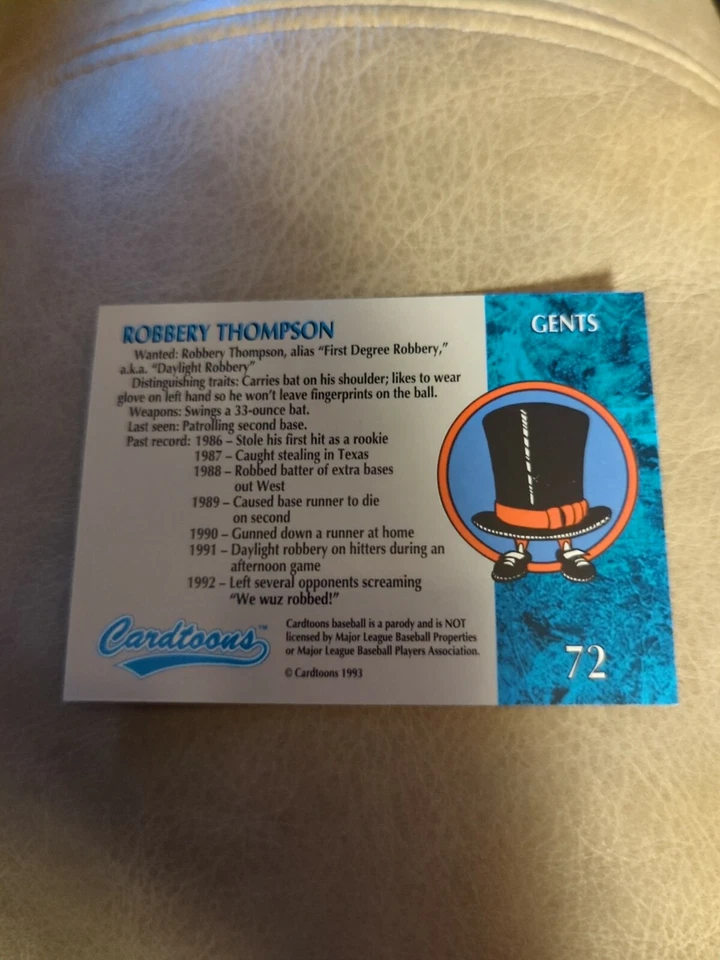 ROBBERY THOMPSON
Wanted: Robbery Thompson, alias “First Degree Robbery,”
a.k.a. “Daylight Robbery”
Distinguishing traits: Carries bat on his shoulder; likes to wear
glove on left hand so he won’t leave fingerprints on the ball.
Weapons: Swings a 33-ounce bat.
Last seen: Patrolling second base.
Past record: 1986 – Stole his first hit as a rookie
1987 – Caught stealing in Texas
1988 – Robbed batter of extra bases
out West
1989 – Caused base runner to die
on second
1990 – Gunned down a runner at home
1991 – Daylight robbery on hitters during an
afternoon game
1992 – Left several opponents screaming
“We wuz robbed!”
Cardtoons™
Cardtoons baseball is a parody and is NOT
licensed by Major League Baseball Properties
or Major League Baseball Players Association.
© Cardtoons 1993
GENTS
72